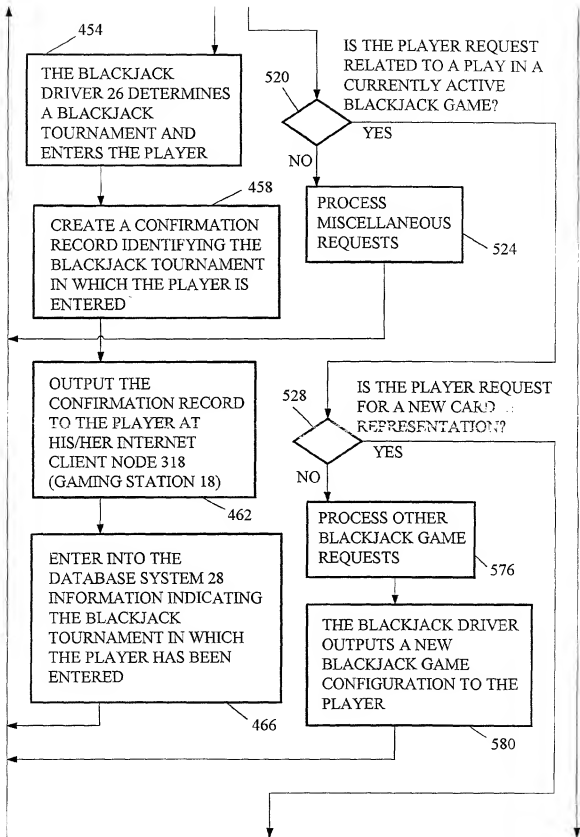 454
THE BLACKJACK
DRIVER 26 DETERMINES
A BLACKJACK
TOURNAMENT AND
ENTERS THE PLAYER
458
CREATE A CONFIRMATION
RECORD IDENTIFYING THE
BLACKJACK TOURNAMENT
IN WHICH THE PLAYER IS
ENTERED
OUTPUT THE
CONFIRMATION RECORD
TO THE PLAYER AT
HIS/HER INTERNET
CLIENT NODE 318
(GAMING STATION 18)
462
ENTER INTO THE
DATABASE SYSTEM 28
INFORMATION INDICATING
THE BLACKJACK
TOURNAMENT IN WHICH
THE PLAYER HAS BEEN
ENTERED
466
IS THE PLAYER REQUEST
RELATED TO A PLAY IN A
CURRENTLY ACTIVE
BLACKJACK GAME?
520
YES
NO
PROCESS
MISCELLANEOUS
REQUESTS
524
IS THE PLAYER REQUEST
FOR A NEW CARD
REPRESENTATION?
528
YES
NO
PROCESS OTHER
BLACKJACK GAME
REQUESTS
576
THE BLACKJACK DRIVER
OUTPUTS A NEW
BLACKJACK GAME
CONFIGURATION TO THE
PLAYER
580